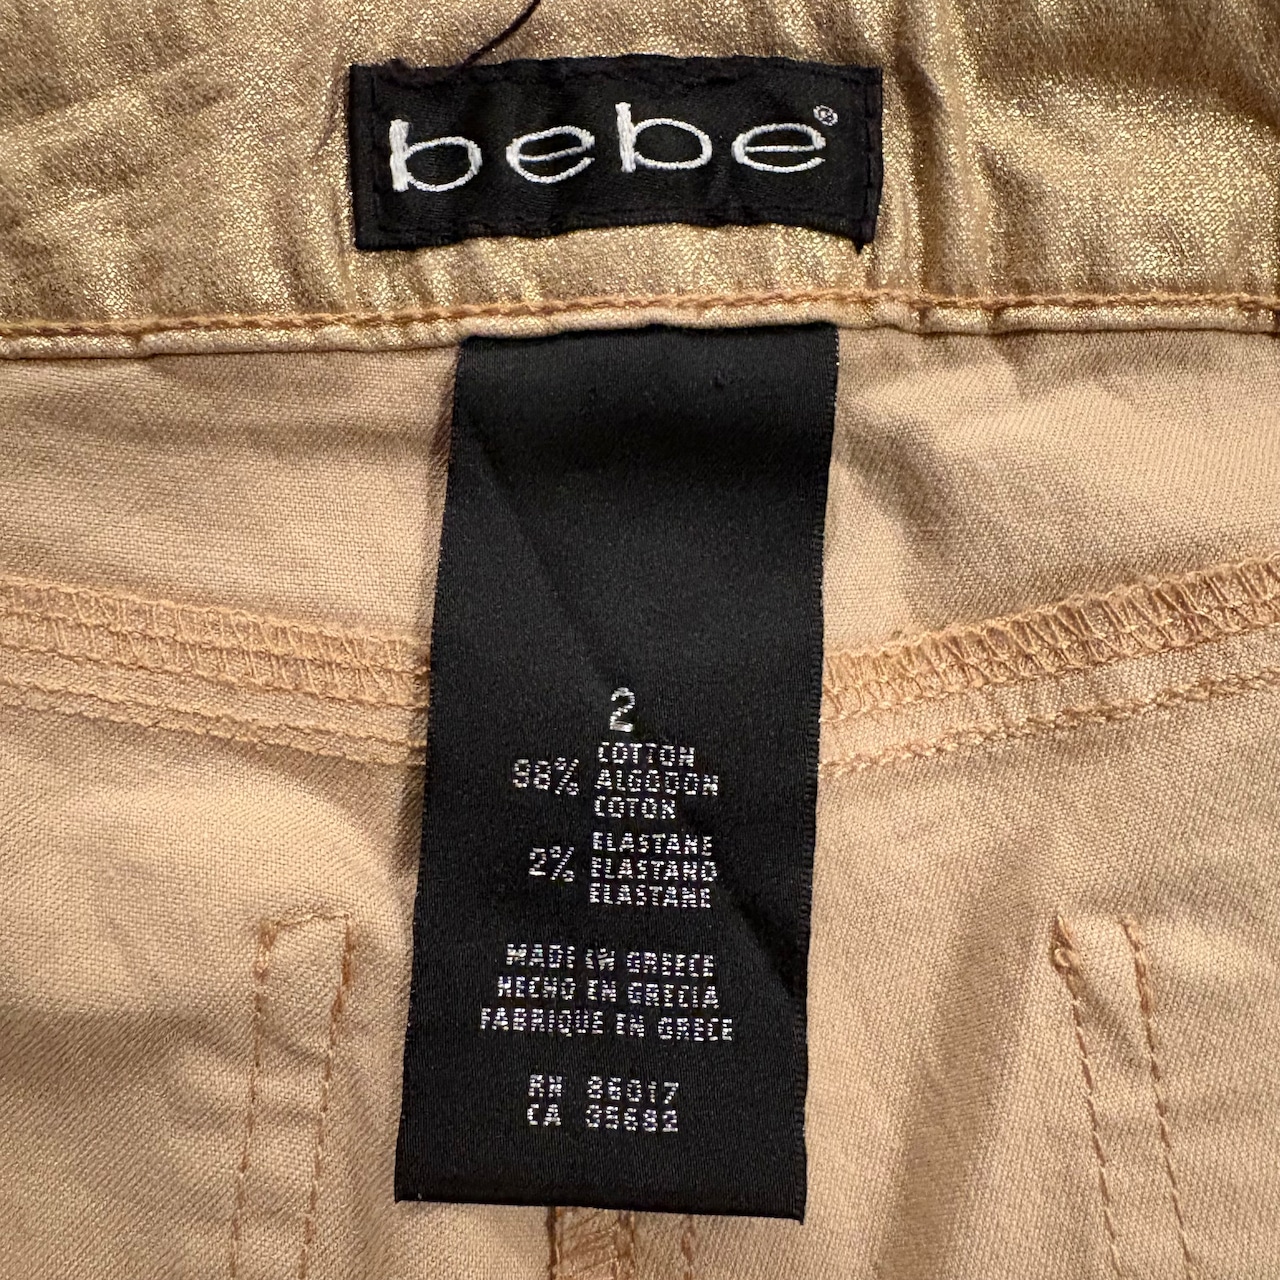 bebe®
2
98% COTTON
ALGODON
COTON
2% ELASTANE
ELASTANO
ELASTANE
MADE IN GREECE
HECHO EN GRECIA
FABRIQUE EN GRECE
RN 86017
CA 05682